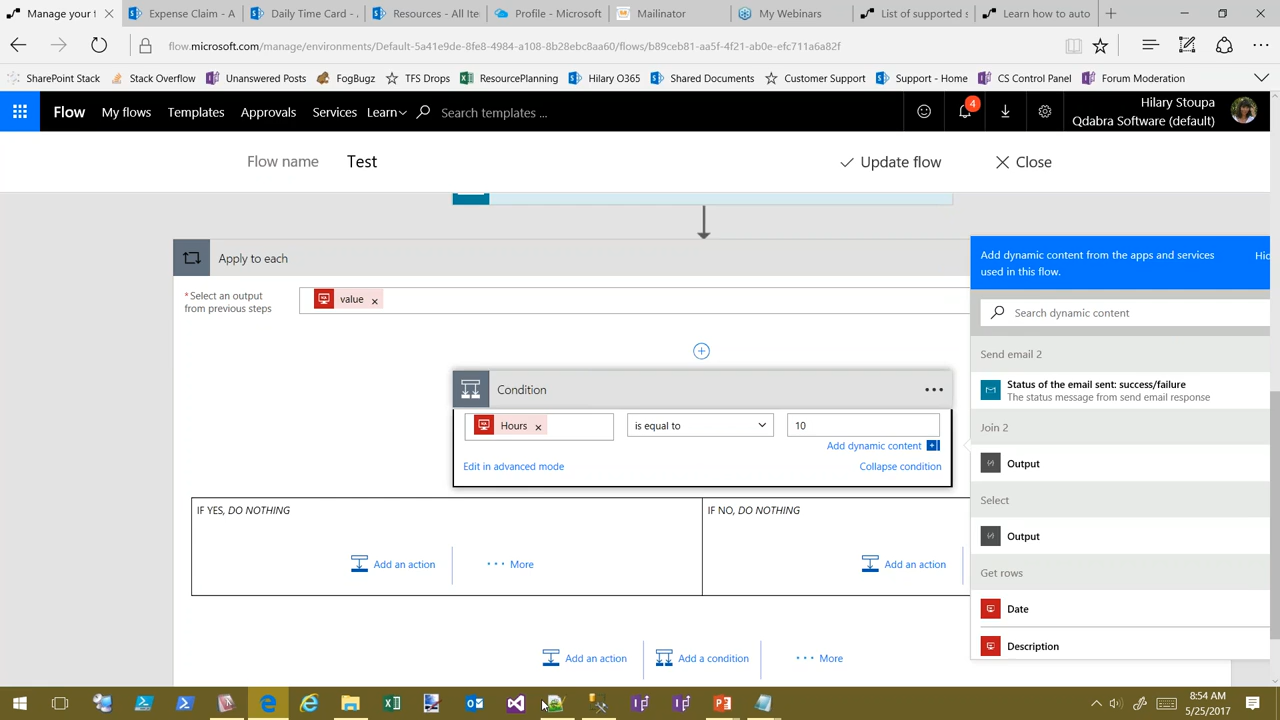 Manage your f
Expense Claim - A
Daily Time Card -
Resources - All Ite
Profile - Microsoft
Mailinator
My Webinars
List of supported s
Learn how to auto
flow.microsoft.com/manage/environments/Default-5a41e9de-8fe8-4984-a108-8b28ebc8aa60/flows/b89ceb81-aa5f-4f21-ab0e-efc711a6a82f
SharePoint Stack
Stack Overflow
Unanswered Posts
FogBugz
TFS Drops
ResourcePlanning
Hilary O365
Shared Documents
Customer Support
Support - Home
CS Control Panel
Forum Moderation
Flow
My flows
Templates
Approvals
Services
Learn
Search templates ...
4
Hilary Stoupa
Qdabra Software (default)
Flow name
Test
Update flow
Close
Apply to each
*Select an output
from previous steps
value x
Condition
Hours x
is equal to
10
Add dynamic content
Edit in advanced mode
Collapse condition
IF YES, DO NOTHING
IF NO, DO NOTHING
Add an action
More
Add an action
Add an action
Add a condition
More
Add dynamic content from the apps and services
used in this flow.
Hid
Search dynamic content
Send email 2
Status of the email sent: success/failure
The status message from send email response
Join 2
Output
Select
Output
Get rows
Date
Description
8:54 AM
5/25/2017